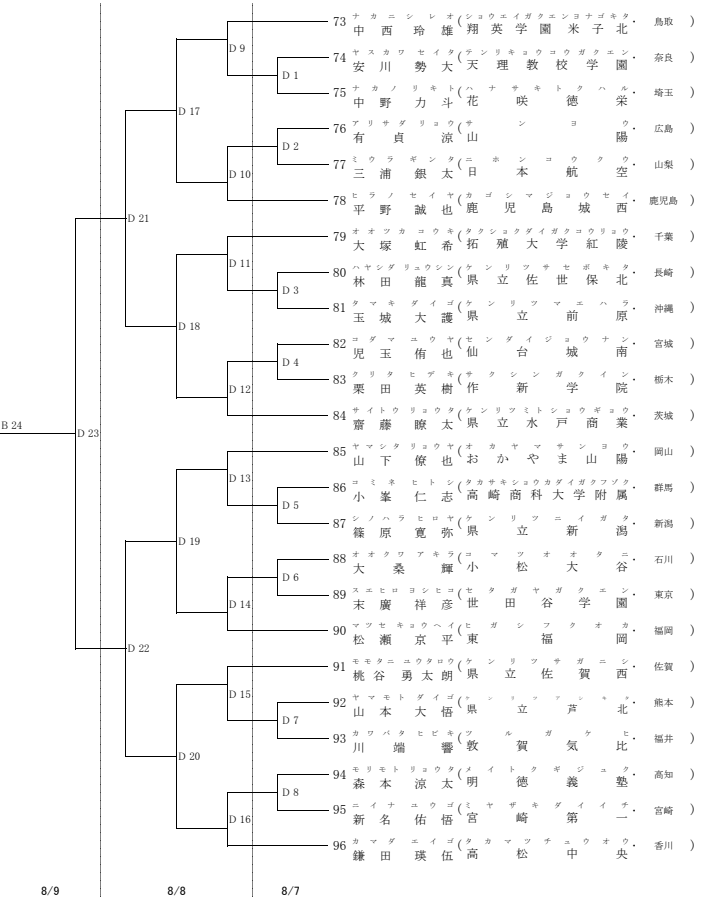 ナカニシ レオ ショウエイガクエンヨナゴキタ
73 中西 玲雄 (翔英学園米子北・鳥取)
D 9
ヤスカワ セイタ テンリキョウコウガクエン
74 安川 勢大 (天理教校学園・奈良)
D 1
ナカノ リキト ハナサキトクハル
75 中野 力斗 (花咲徳栄・埼玉)
D 17
アリサダ リョウ サンヨウ
76 有貞 涼 (山陽・広島)
D 2
ミウラ ギンタ ニホンコウクウ
77 三浦 銀太 (日本航空・山梨)
D 10
ヒラノ セイヤ カゴシマジョウセイ
78 平野 誠也 (鹿児島城西・鹿児島)
D 21
オオツカ コウキ タクショクダイガクコウリョウ
79 大塚 虹希 (拓殖大学紅陵・千葉)
D 11
ハヤシダ リュウシン ケンリツサセボキタ
80 林田 龍真 (県立佐世保北・長崎)
D 3
タマキ ダイゴ ケンリツマエハラ
81 玉城 大護 (県立前原・沖縄)
D 18
コダマ ユウヤ センダイジョウナン
82 児玉 侑也 (仙台城南・宮城)
D 4
クリタ ヒデキ サクシンガクイン
83 栗田 英樹 (作新学院・栃木)
D 12
サイトウ リョウタ ケンリツミトショウギョウ
84 齋藤 瞭太 (県立水戸商業・茨城)
B 24
D 23
ヤマシタ リョウヤ オカヤマサンヨウ
85 山下 僚也 (おかやま山陽・岡山)
D 13
コミネ ヒトシ タカサキショウカダイガクフゾク
86 小峯 仁志 (高崎商科大学附属・群馬)
D 5
シノハラ ヒロヤ ケンリツニイガタ
87 篠原 寛弥 (県立新潟・新潟)
D 19
オオクワ アキラ コマツオオタニ
88 大桑 輝 (小松大谷・石川)
D 6
スエヒロ ヨシヒコ セタガヤガクエン
89 末廣 祥彦 (世田谷学園・東京)
D 14
マツセ キョウヘイ ヒガシフクオカ
90 松瀬 京平 (東福岡・福岡)
D 22
モモタニ ユウタロウ ケンリツサガニシ
91 桃谷 勇太朗 (県立佐賀西・佐賀)
D 15
ヤマモト ダイゴ ケンリツアシキタ
92 山本 大悟 (県立芦北・熊本)
D 7
カワバタ ヒビキ ツルガケヒ
93 川端 響 (敦賀気比・福井)
D 20
モリモト リョウタ メイトクギジュク
94 森本 涼太 (明徳義塾・高知)
D 8
ニイナ ユウゴ ミヤザキダイイチ
95 新名 佑悟 (宮崎第一・宮崎)
D 16
カマダ エイゴ タカマツチュウオウ
96 鎌田 瑛伍 (高松中央・香川)
8/9 8/8 8/7